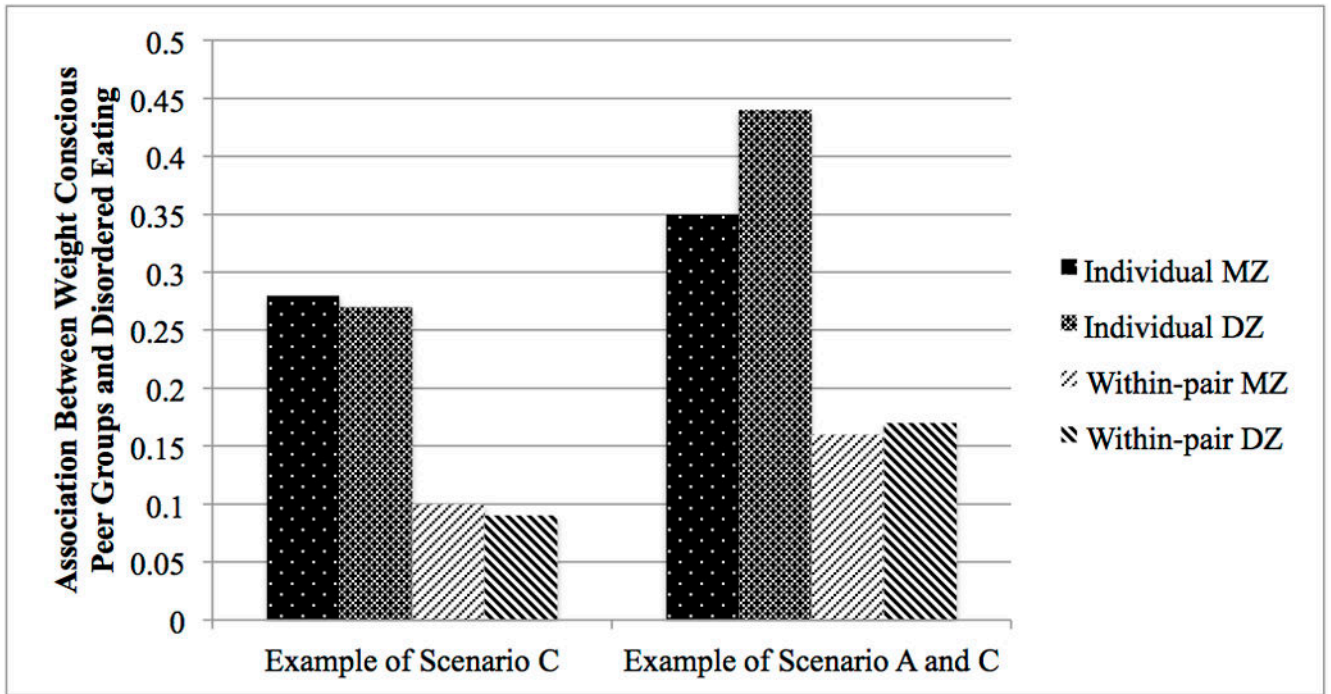 Association Between Weight Conscious
Peer Groups and Disordered Eating
0.5
0.45
0.4
0.35
0.3
0.25
0.2
0.15
0.1
0.05
0
Example of Scenario C
Example of Scenario A and C
Individual MZ
Individual DZ
Within-pair MZ
Within-pair DZ